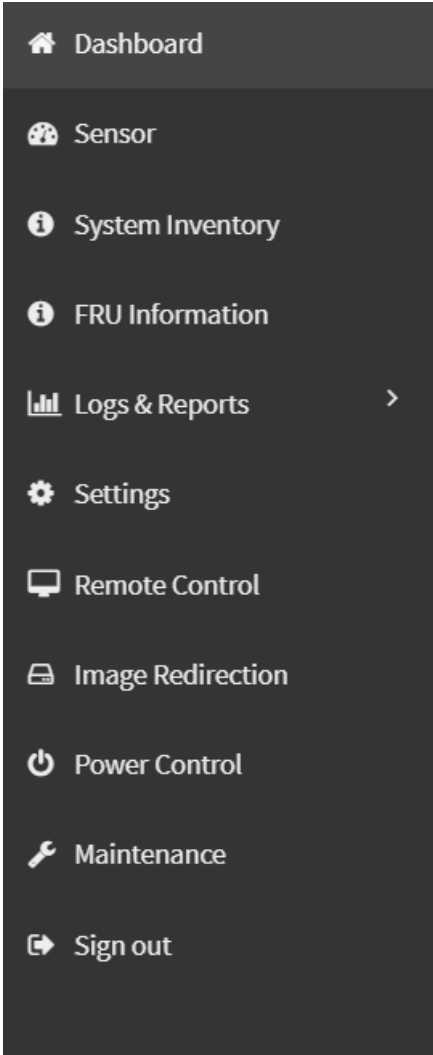 Dashboard
Sensor
System Inventory
FRU Information
Logs & Reports
Settings
Remote Control
Image Redirection
Power Control
Maintenance
Sign out